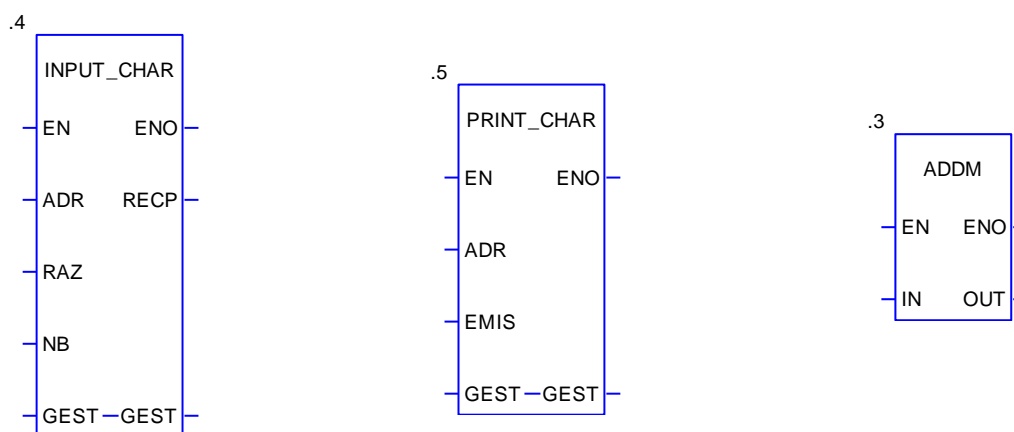 .4
INPUT_CHAR
EN ENO
ADR RECP
RAZ
NB
GEST GEST
.5
PRINT_CHAR
EN ENO
ADR
EMIS
GEST GEST
.3
ADDM
EN ENO
IN OUT